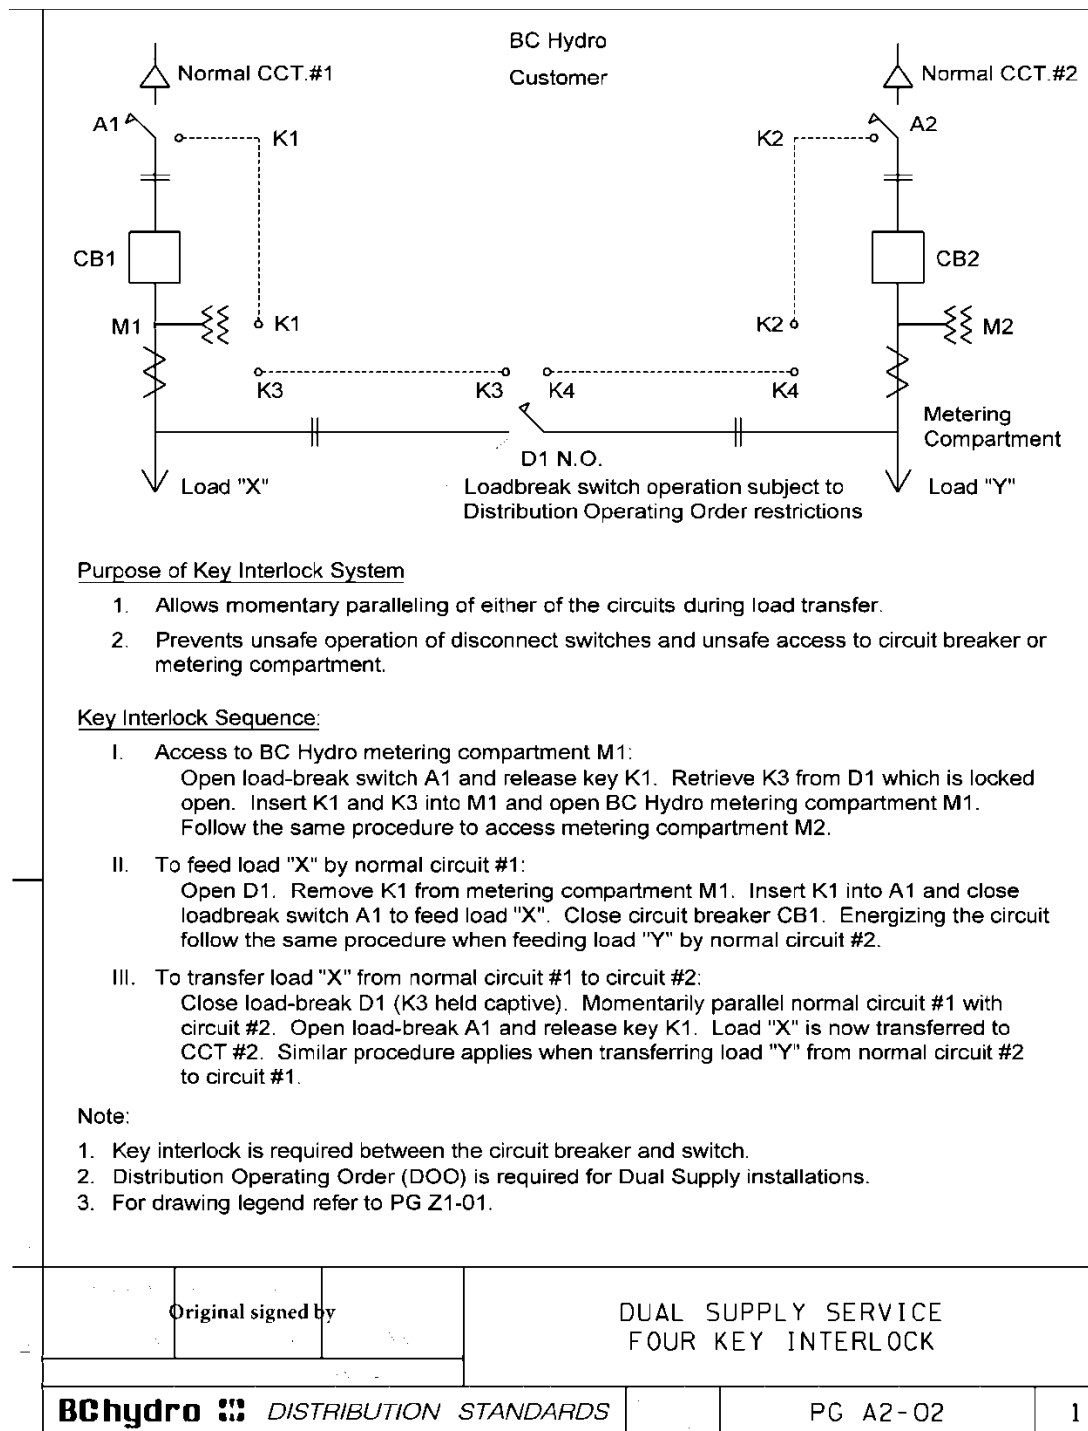 BC Hydro
Customer
Normal CCT.#1
Normal CCT.#2
A1
K1
K2
A2
CB1
CB2
M1
K1
K2
M2
K3
K3
K4
K4
Metering
Compartment
D1 N.O.
Load "X"
Loadbreak switch operation subject to
Distribution Operating Order restrictions
Load "Y"
Purpose of Key Interlock System
1. Allows momentary paralleling of either of the circuits during load transfer.
2. Prevents unsafe operation of disconnect switches and unsafe access to circuit breaker or
metering compartment.
Key Interlock Sequence:
I. Access to BC Hydro metering compartment M1:
Open load-break switch A1 and release key K1. Retrieve K3 from D1 which is locked
open. Insert K1 and K3 into M1 and open BC Hydro metering compartment M1.
Follow the same procedure to access metering compartment M2.
II. To feed load "X" by normal circuit #1:
Open D1. Remove K1 from metering compartment M1. Insert K1 into A1 and close
loadbreak switch A1 to feed load "X". Close circuit breaker CB1. Energizing the circuit
follow the same procedure when feeding load "Y" by normal circuit #2.
III. To transfer load "X" from normal circuit #1 to circuit #2:
Close load-break D1 (K3 held captive). Momentarily parallel normal circuit #1 with
circuit #2. Open load-break A1 and release key K1. Load "X" is now transferred to
CCT #2. Similar procedure applies when transferring load "Y" from normal circuit #2
to circuit #1.
Note:
1. Key interlock is required between the circuit breaker and switch.
2. Distribution Operating Order (DOO) is required for Dual Supply installations.
3. For drawing legend refer to PG Z1-01.
Original signed by
DUAL SUPPLY SERVICE
FOUR KEY INTERLOCK
BChydro DISTRIBUTION STANDARDS
PG A2-02
1